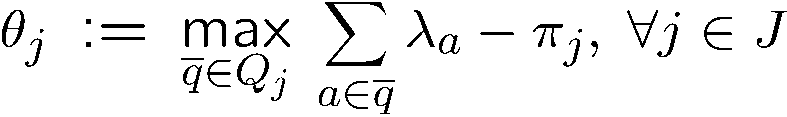 θ_j := max_{q̅∈Q_j} ∑_{a∈q̅} λ_a − π_j, ∀j ∈ J